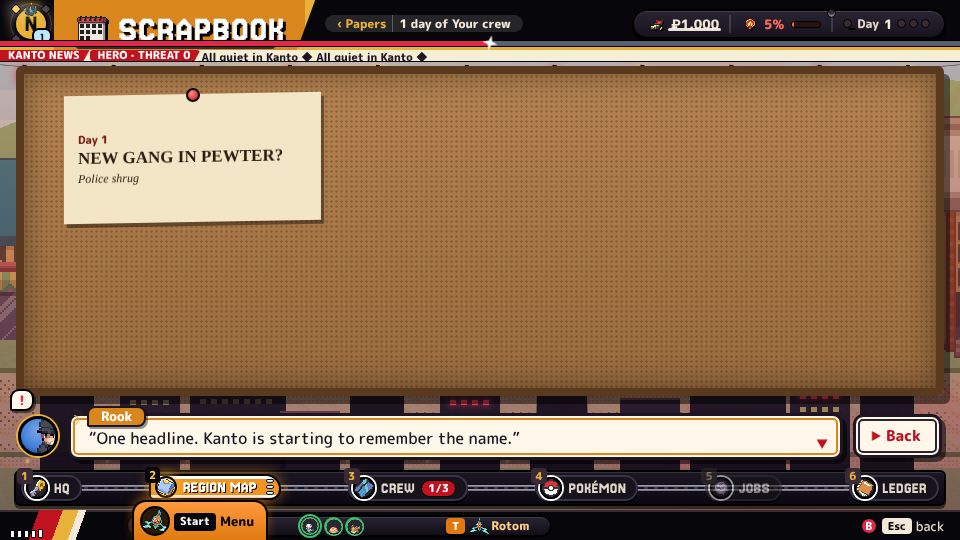 SCRAPBOOK
‹ Papers
1 day of Your crew
₽1,000
5%
Day 1
KANTO NEWS
HERO · THREAT 0
All quiet in Kanto ◆ All quiet in Kanto ◆
Day 1
NEW GANG IN PEWTER?
Police shrug
!
Rook
“One headline. Kanto is starting to remember the name.”
Back
1
HQ
2
REGION MAP
3
CREW
1/3
4
POKÉMON
5
JOBS
6
LEDGER
Start
Menu
T
Rotom
B
Esc
back